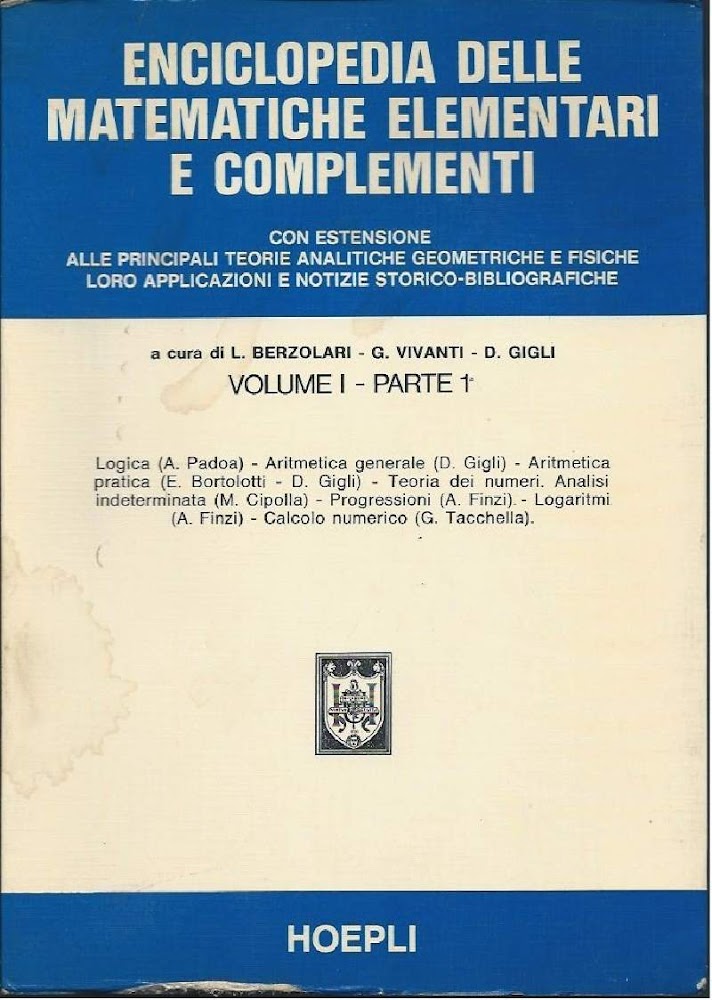 ENCICLOPEDIA DELLE
MATEMATICHE ELEMENTARI
E COMPLEMENTI
CON ESTENSIONE
ALLE PRINCIPALI TEORIE ANALITICHE GEOMETRICHE E FISICHE
LORO APPLICAZIONI E NOTIZIE STORICO-BIBLIOGRAFICHE
a cura di L. BERZOLARI - G. VIVANTI - D. GIGLI
VOLUME I - PARTE 1ª
Logica (A. Padoa) - Aritmetica generale (D. Gigli) - Aritmetica
pratica (E. Bortolotti - D. Gigli) - Teoria dei numeri. Analisi
indeterminata (M. Cipolla) - Progressioni (A. Finzi). - Logaritmi
(A. Finzi) - Calcolo numerico (G. Tacchella).
HOEPLI